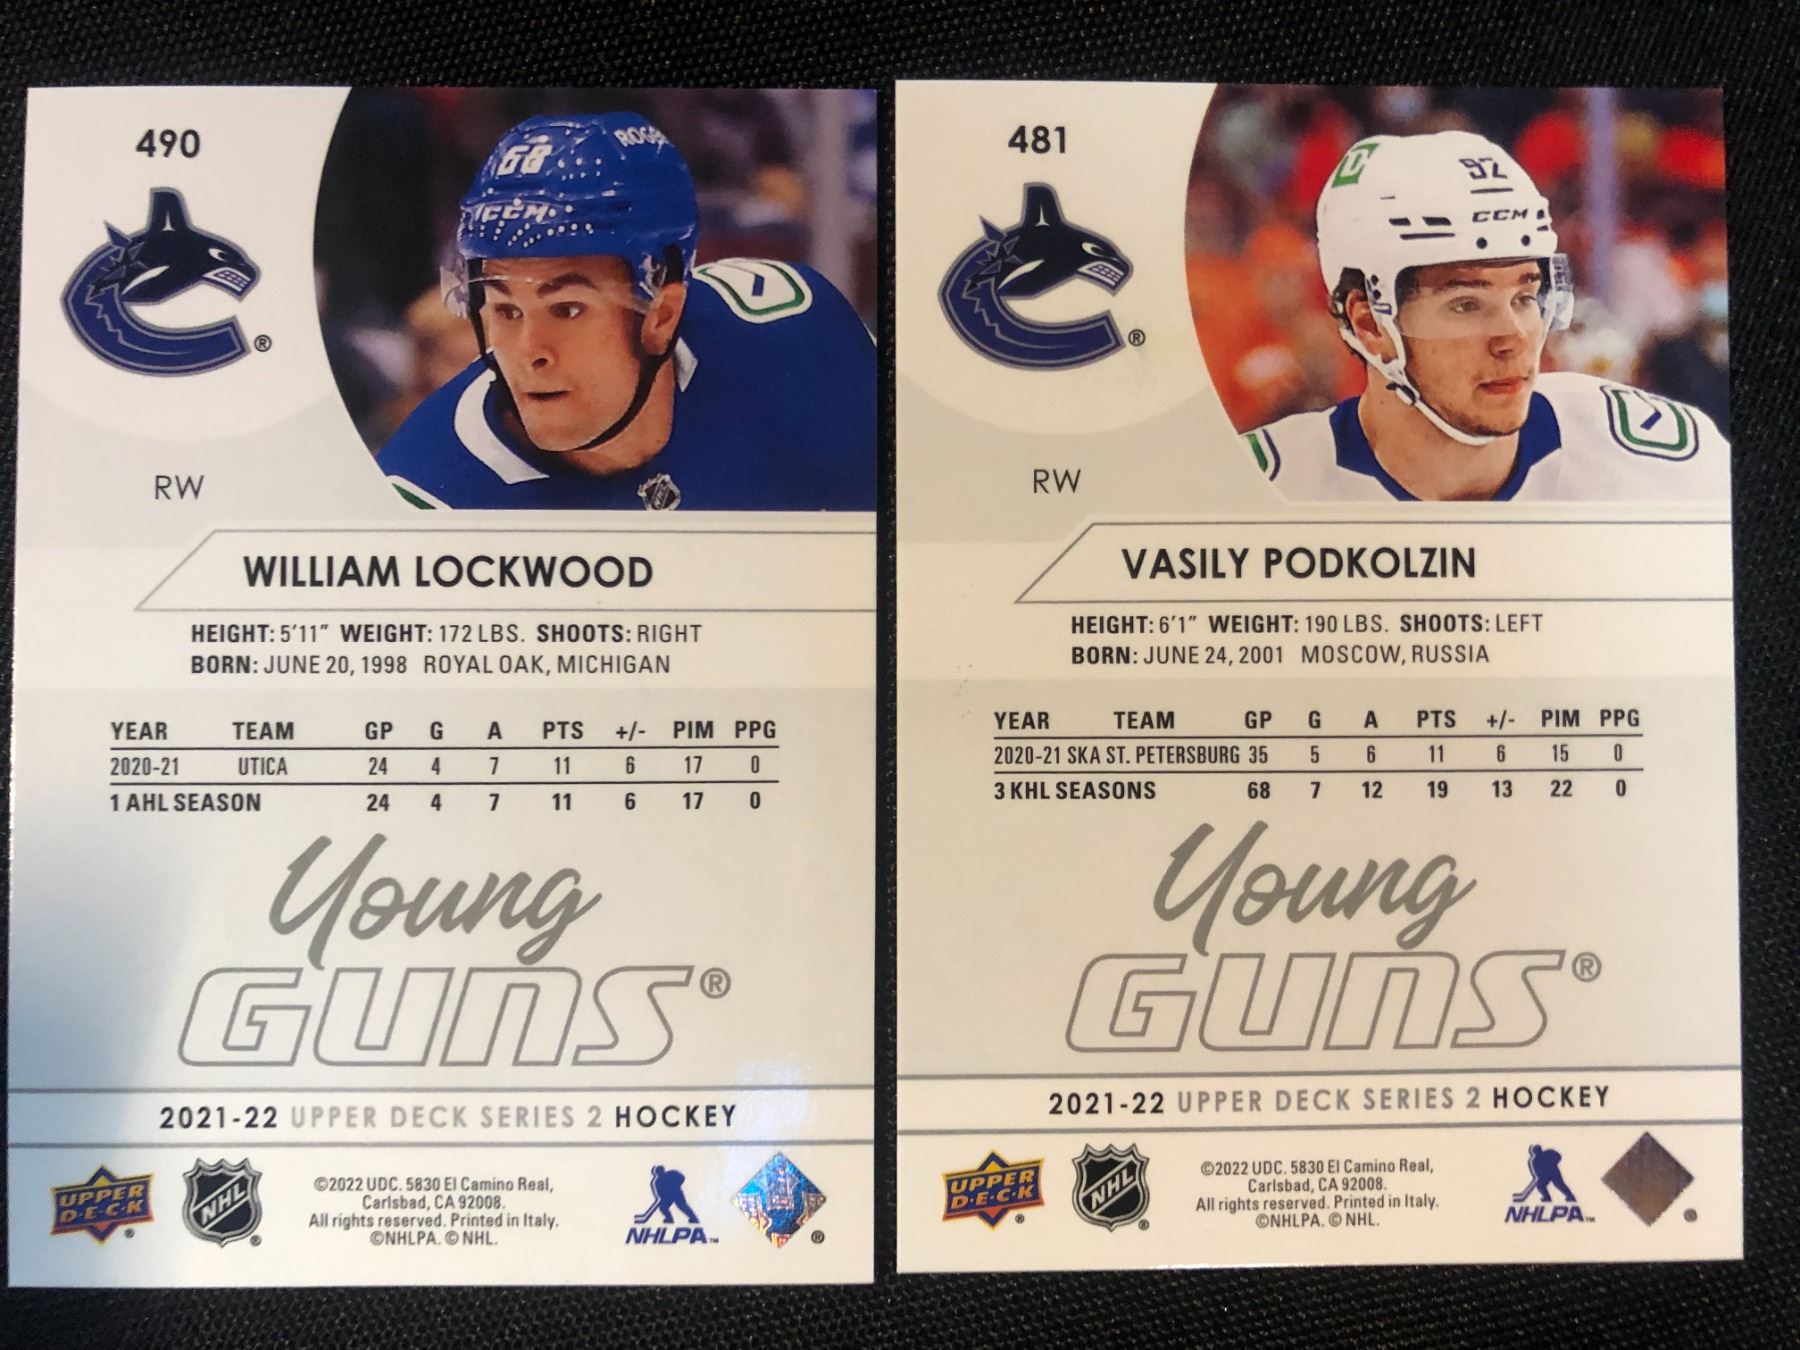 490
68
ROGE
CCM
®
RW
WILLIAM LOCKWOOD
HEIGHT: 5'11" WEIGHT: 172 LBS. SHOOTS: RIGHT
BORN: JUNE 20, 1998 ROYAL OAK, MICHIGAN
YEAR TEAM GP G A PTS +/- PIM PPG
2020-21 UTICA 24 4 7 11 6 17 0
1 AHL SEASON 24 4 7 11 6 17 0
Young
GUNS®
2021-22 UPPER DECK SERIES 2 HOCKEY
UPPER
D·E·C·K
®
NHL
®
©2022 UDC. 5830 El Camino Real,
Carlsbad, CA 92008.
All rights reserved. Printed in Italy.
©NHLPA. © NHL.
NHLPA™
®
481
92
CCM
®
RW
VASILY PODKOLZIN
HEIGHT: 6'1" WEIGHT: 190 LBS. SHOOTS: LEFT
BORN: JUNE 24, 2001 MOSCOW, RUSSIA
YEAR TEAM GP G A PTS +/- PIM PPG
2020-21 SKA ST. PETERSBURG 35 5 6 11 6 15 0
3 KHL SEASONS 68 7 12 19 13 22 0
Young
GUNS®
2021-22 UPPER DECK SERIES 2 HOCKEY
UPPER
D·E·C·K
®
NHL
®
©2022 UDC. 5830 El Camino Real,
Carlsbad, CA 92008.
All rights reserved. Printed in Italy.
©NHLPA. © NHL.
NHLPA™
®